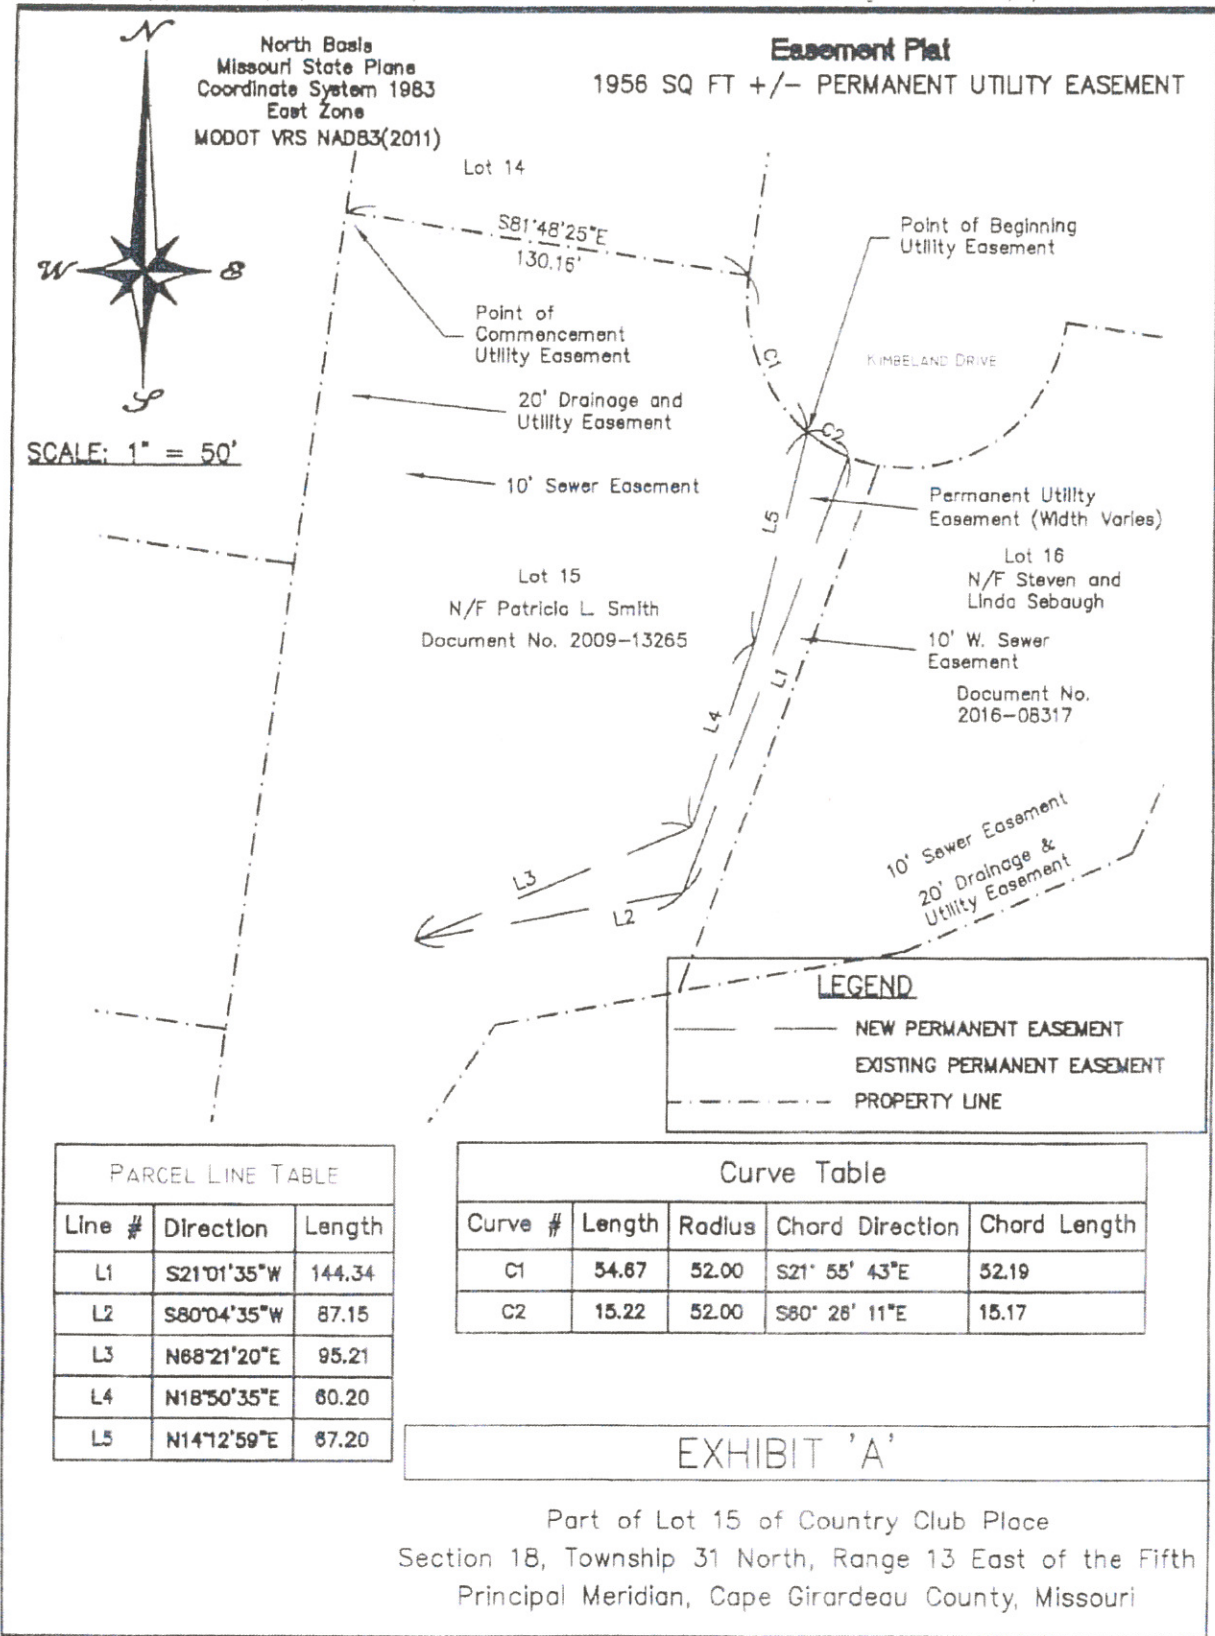 N
North Basis
Missouri State Plane
Coordinate System 1983
East Zone
MODOT VRS NAD83(2011)
W
E
S
SCALE: 1" = 50'
Easement Plat
1956 SQ FT +/- PERMANENT UTILITY EASEMENT
Lot 14
S81°48'25"E
130.16'
Point of Beginning
Utility Easement
Point of
Commencement
Utility Easement
C1
KIMBELAND DRIVE
20' Drainage and
Utility Easement
C2
10' Sewer Easement
Permanent Utility
Easement (Width Varies)
L5
Lot 15
N/F Patricia L. Smith
Document No. 2009-13265
Lot 16
N/F Steven and
Linda Sebaugh
10' W. Sewer
Easement
Document No.
2016-08317
L1
L4
L3
L2
10' Sewer Easement
20' Drainage &
Utility Easement
LEGEND
NEW PERMANENT EASEMENT
EXISTING PERMANENT EASEMENT
PROPERTY LINE
PARCEL LINE TABLE
Line # Direction Length
L1 S21°01'35"W 144.34
L2 S80°04'35"W 87.15
L3 N68°21'20"E 95.21
L4 N18°50'35"E 60.20
L5 N14°12'59"E 67.20
Curve Table
Curve # Length Radius Chord Direction Chord Length
C1 54.67 52.00 S21° 55' 43"E 52.19
C2 15.22 52.00 S60° 26' 11"E 15.17
EXHIBIT 'A'
Part of Lot 15 of Country Club Place
Section 18, Township 31 North, Range 13 East of the Fifth
Principal Meridian, Cape Girardeau County, Missouri